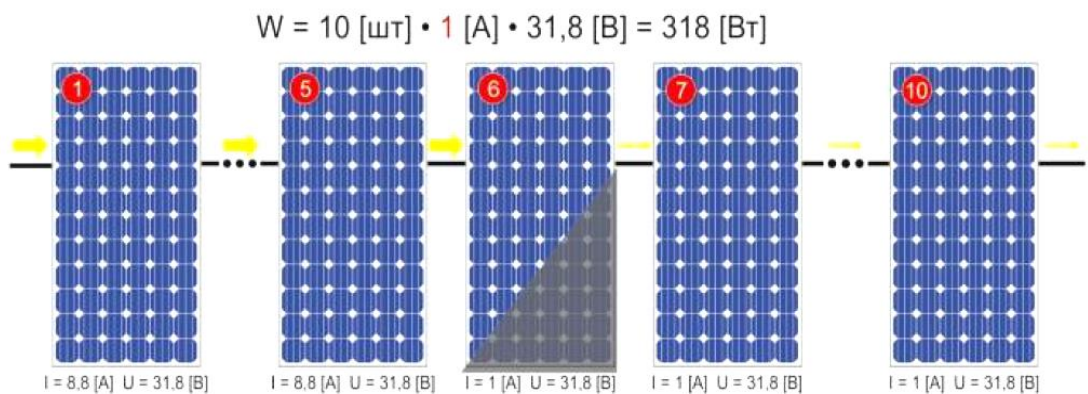 W = 10 [шт] • 1 [A] • 31,8 [B] = 318 [Вт]
1
5
6
7
10
I = 8,8 [A] U = 31,8 [B]
I = 8,8 [A] U = 31,8 [B]
I = 1 [A] U = 31,8 [B]
I = 1 [A] U = 31,8 [B]
I = 1 [A] U = 31,8 [B]